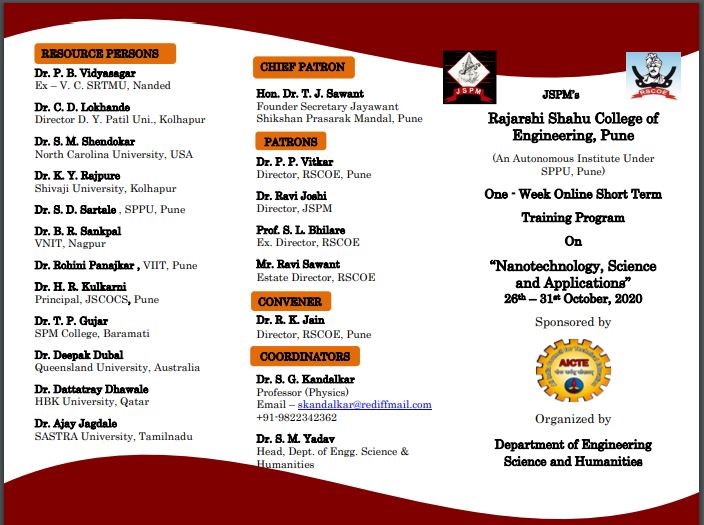 RESOURCE PERSONS
Dr. P. B. Vidyasagar
Ex – V. C. SRTMU, Nanded
Dr. C. D. Lokhande
Director D. Y. Patil Uni., Kolhapur
Dr. S. M. Shendokar
North Carolina University, USA
Dr. K. Y. Rajpure
Shivaji University, Kolhapur
Dr. S. D. Sartale , SPPU, Pune
Dr. B. R. Sankpal
VNIT, Nagpur
Dr. Rohini Panajkar , VIIT, Pune
Dr. H. R. Kulkarni
Principal, JSCOCS, Pune
Dr. T. P. Gujar
SPM College, Baramati
Dr. Deepak Dubal
Queensland University, Australia
Dr. Dattatray Dhawale
HBK University, Qatar
Dr. Ajay Jagdale
SASTRA University, Tamilnadu
CHIEF PATRON
Hon. Dr. T. J. Sawant
Founder Secretary Jayawant
Shikshan Prasarak Mandal, Pune
PATRONS
Dr. P. P. Vitkar
Director, RSCOE, Pune
Dr. Ravi Joshi
Director, JSPM
Prof. S. L. Bhilare
Ex. Director, RSCOE
Mr. Ravi Sawant
Estate Director, RSCOE
CONVENER
Dr. R. K. Jain
Director, RSCOE, Pune
COORDINATORS
Dr. S. G. Kandalkar
Professor (Physics)
Email – skandalkar@rediffmail.com
+91-9822342362
Dr. S. M. Yadav
Head, Dept. of Engg. Science &
Humanities
JSPM
RSCOE
JSPM's
Rajarshi Shahu College of
Engineering, Pune
(An Autonomous Institute Under
SPPU, Pune)
One - Week Online Short Term
Training Program
On
“Nanotechnology, Science
and Applications”
26th – 31st October, 2020
Sponsored by
AICTE
Organized by
Department of Engineering
Science and Humanities